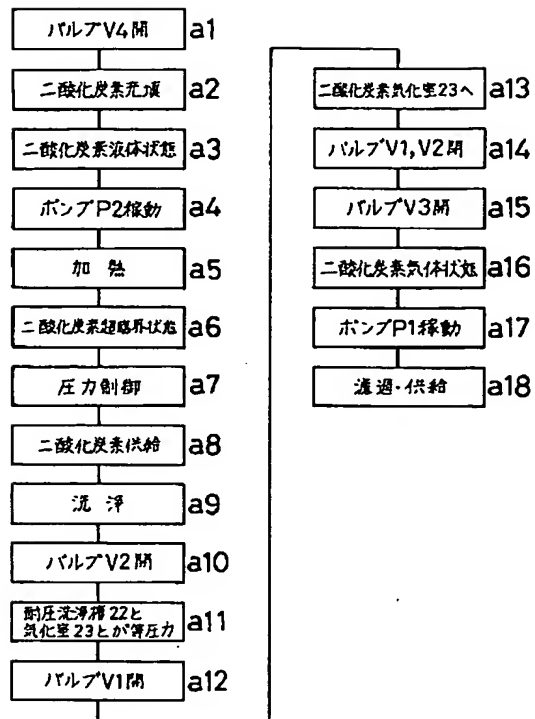 バルブV4開 a1
二酸化炭素充填 a2
二酸化炭素液体状態 a3
ポンプP2稼動 a4
加熱 a5
二酸化炭素超臨界状態 a6
圧力制御 a7
二酸化炭素供給 a8
洗浄 a9
バルブV2開 a10
耐圧洗浄槽22と
気化室23とが等圧力 a11
バルブV1開 a12
二酸化炭素気化室23へ a13
バルブV1,V2閉 a14
バルブV3開 a15
二酸化炭素気体状態 a16
ポンプP1稼動 a17
濾過・供給 a18